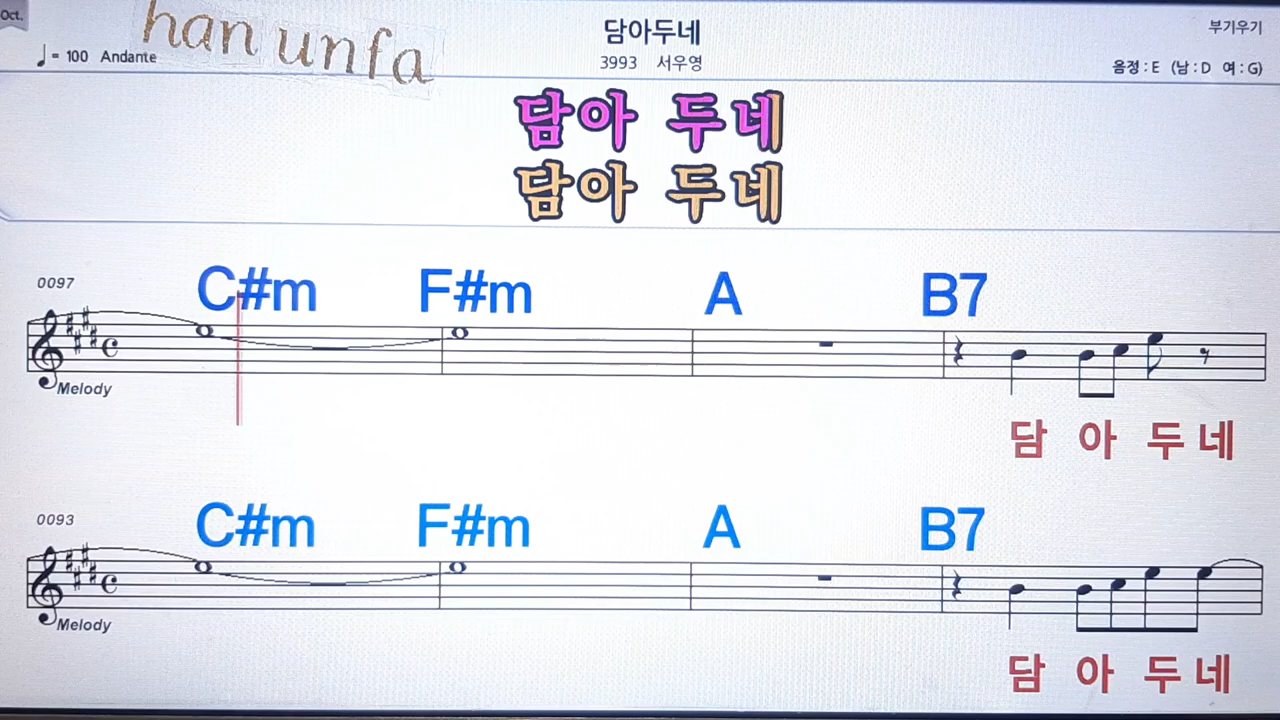 Oct.
han unfa
담아두네
부기우기
♩= 100 Andante
3993 서우영
음정 : E (남 : D 여 : G)
담아 두네
담아 두네
0097
C#m F#m A B7
Melody
담 아 두 네
0093
C#m F#m A B7
Melody
담 아 두 네